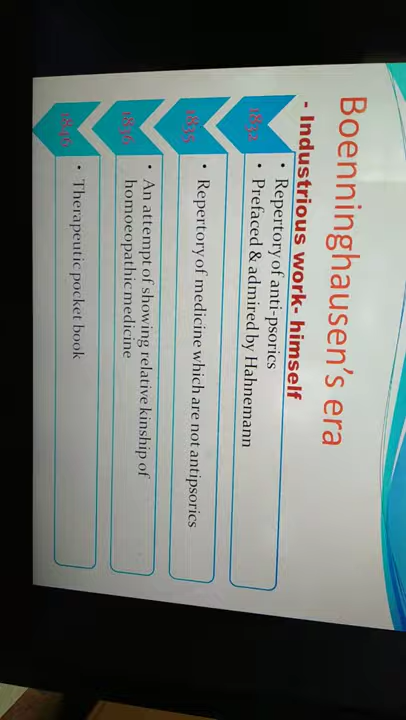 Boenninghausen's era
- Industrious work- himself
1832
• Repertory of anti-psorics
• Prefaced & admired by Hahnemann
1835
• Repertory of medicine which are not antipsorics
1836
• An attempt of showing relative kinship of
homoeopathic medicine
1846
• Therapeutic pocket book